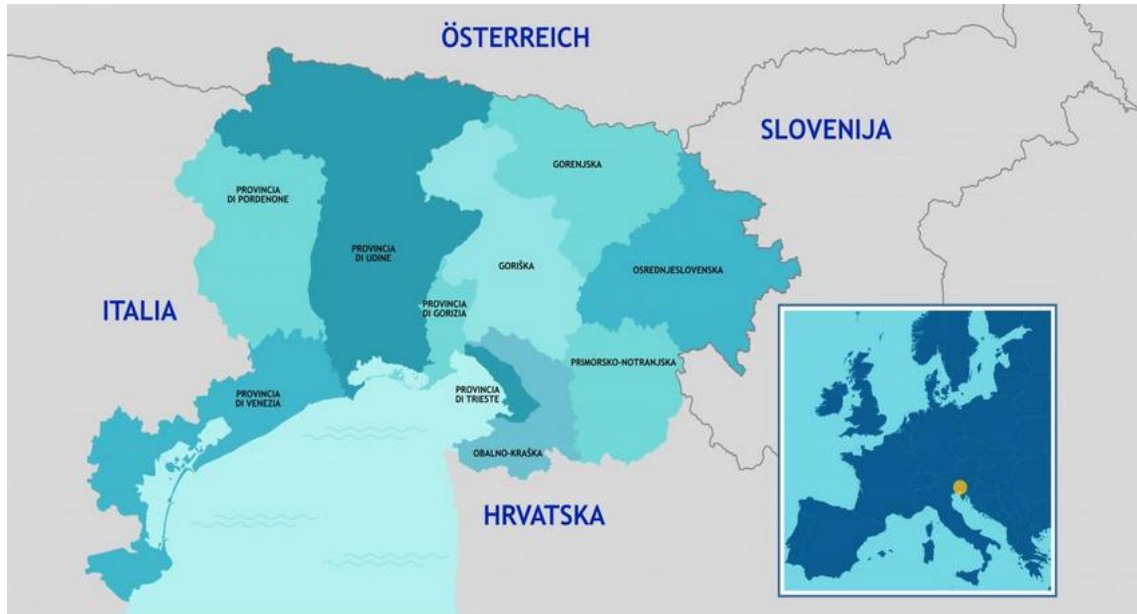 ÖSTERREICH
SLOVENIJA
GORENJSKA
PROVINCIA
DI PORDENONE
PROVINCIA
DI UDINE
GORIŠKA
OSREDNJESLOVENSKA
ITALIA
PROVINCIA
DI GORIZIA
PRIMORSKO-NOTRANJSKA
PROVINCIA
DI VENEZIA
PROVINCIA
DI TRIESTE
OBALNO-KRAŠKA
HRVATSKA